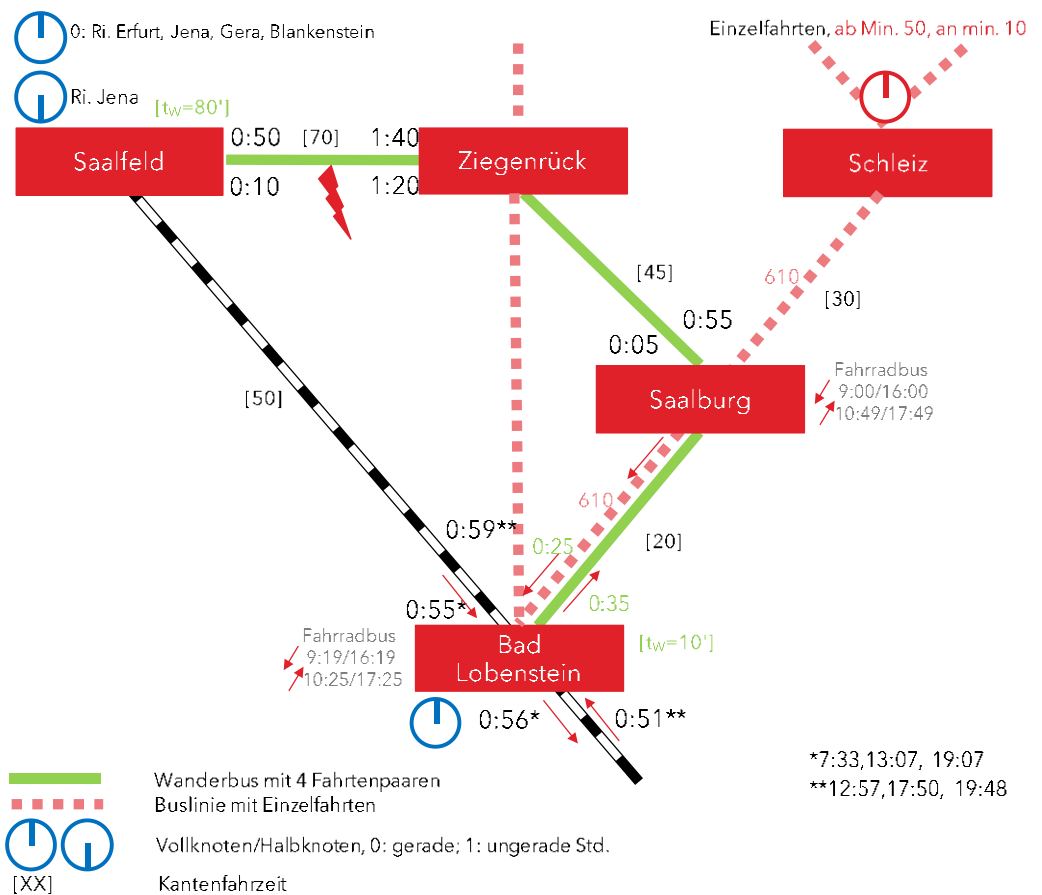 0: Ri. Erfurt, Jena, Gera, Blankenstein
Einzelfahrten, ab Min. 50, an min. 10
Ri. Jena
[tw=80']
Saalfeld
0:50 [70] 1:40
0:10 1:20
Ziegenrück
Schleiz
[45]
610
[30]
0:55
0:05
Saalburg
Fahrradbus
9:00/16:00
10:49/17:49
[50]
610
0:59**
0:25
[20]
0:55*
0:35
Fahrradbus
9:19/16:19
10:25/17:25
Bad
Lobenstein
[tw=10']
0:56*
0:51**
*7:33,13:07, 19:07
**12:57,17:50, 19:48
Wanderbus mit 4 Fahrtenpaaren
Buslinie mit Einzelfahrten
Vollknoten/Halbknoten, 0: gerade; 1: ungerade Std.
[XX] Kantenfahrzeit